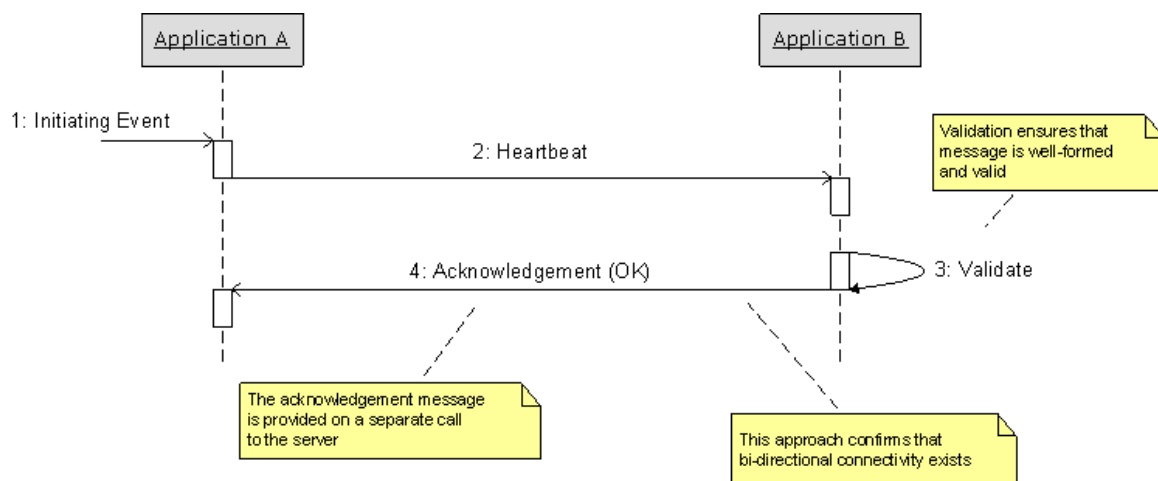 Application A
Application B
1: Initiating Event
2: Heartbeat
Validation ensures that
message is well-formed
and valid
4: Acknowledgement (OK)
3: Validate
The acknowledgement message
is provided on a separate call
to the server
This approach confirms that
bi-directional connectivity exists